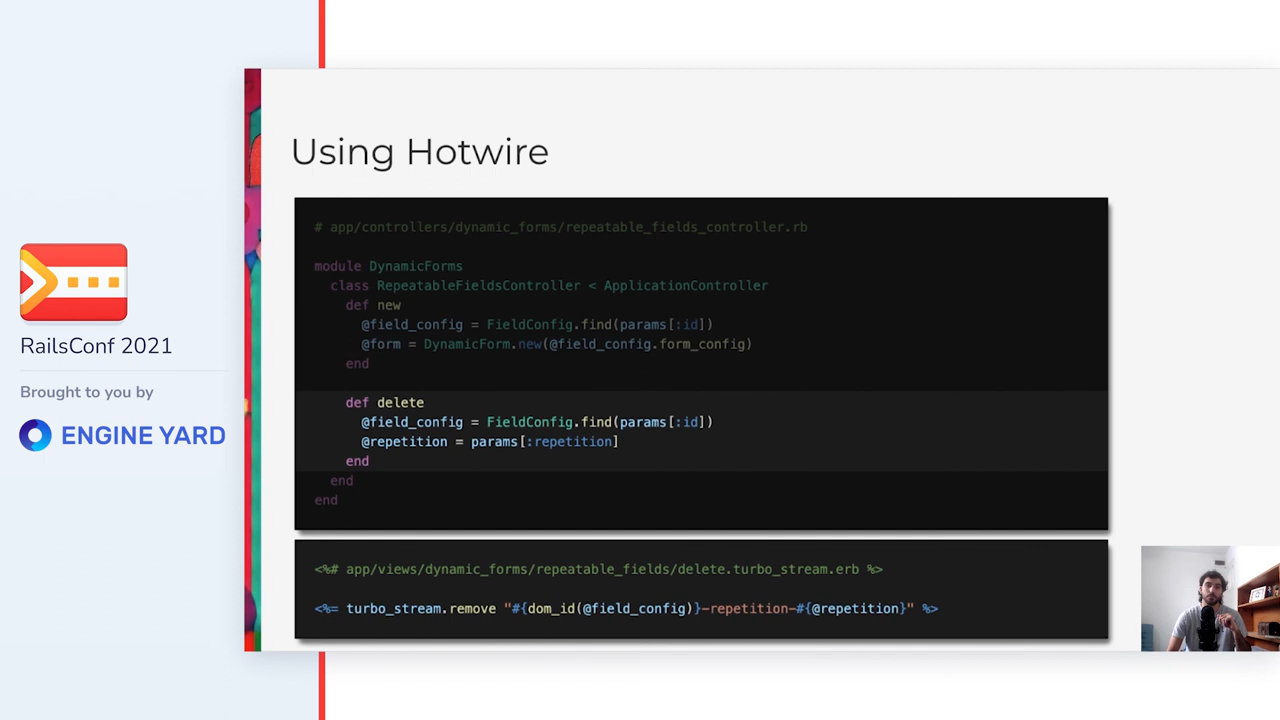 RailsConf 2021
Brought to you by
ENGINE YARD
Using Hotwire
# app/controllers/dynamic_forms/repeatable_fields_controller.rb
module DynamicForms
class RepeatableFieldsController < ApplicationController
def new
@field_config = FieldConfig.find(params[:id])
@form = DynamicForm.new(@field_config.form_config)
end
def delete
@field_config = FieldConfig.find(params[:id])
@repetition = params[:repetition]
end
end
end
<%# app/views/dynamic_forms/repeatable_fields/delete.turbo_stream.erb %>
<%= turbo_stream.remove "#{dom_id(@field_config)}-repetition-#{@repetition}" %>